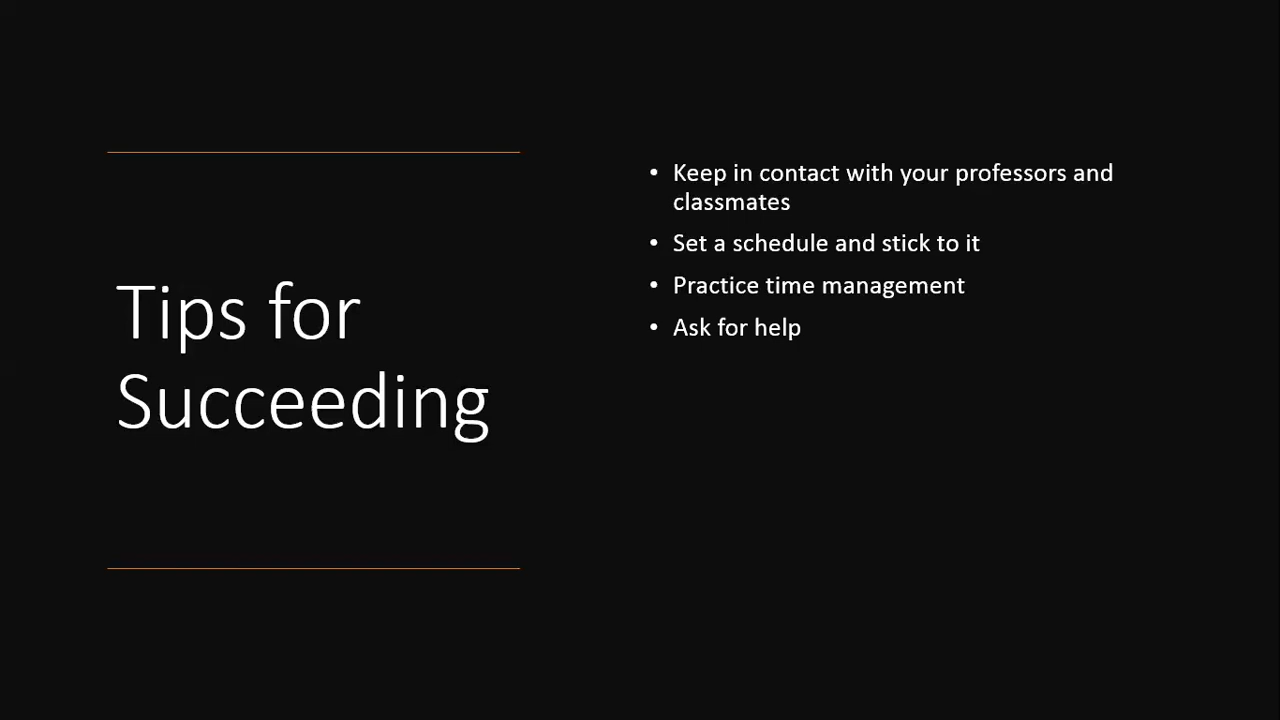 Tips for
Succeeding
• Keep in contact with your professors and
classmates
• Set a schedule and stick to it
• Practice time management
• Ask for help